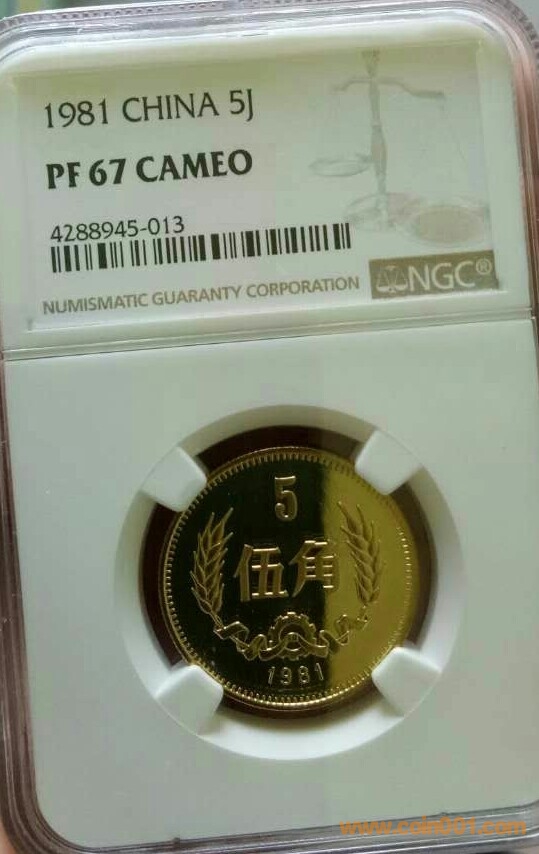 1981 CHINA 5J
PF 67 CAMEO
4288945-013
NUMISMATIC GUARANTY CORPORATION
NGC®
5
伍角
1981
www.coin001.com